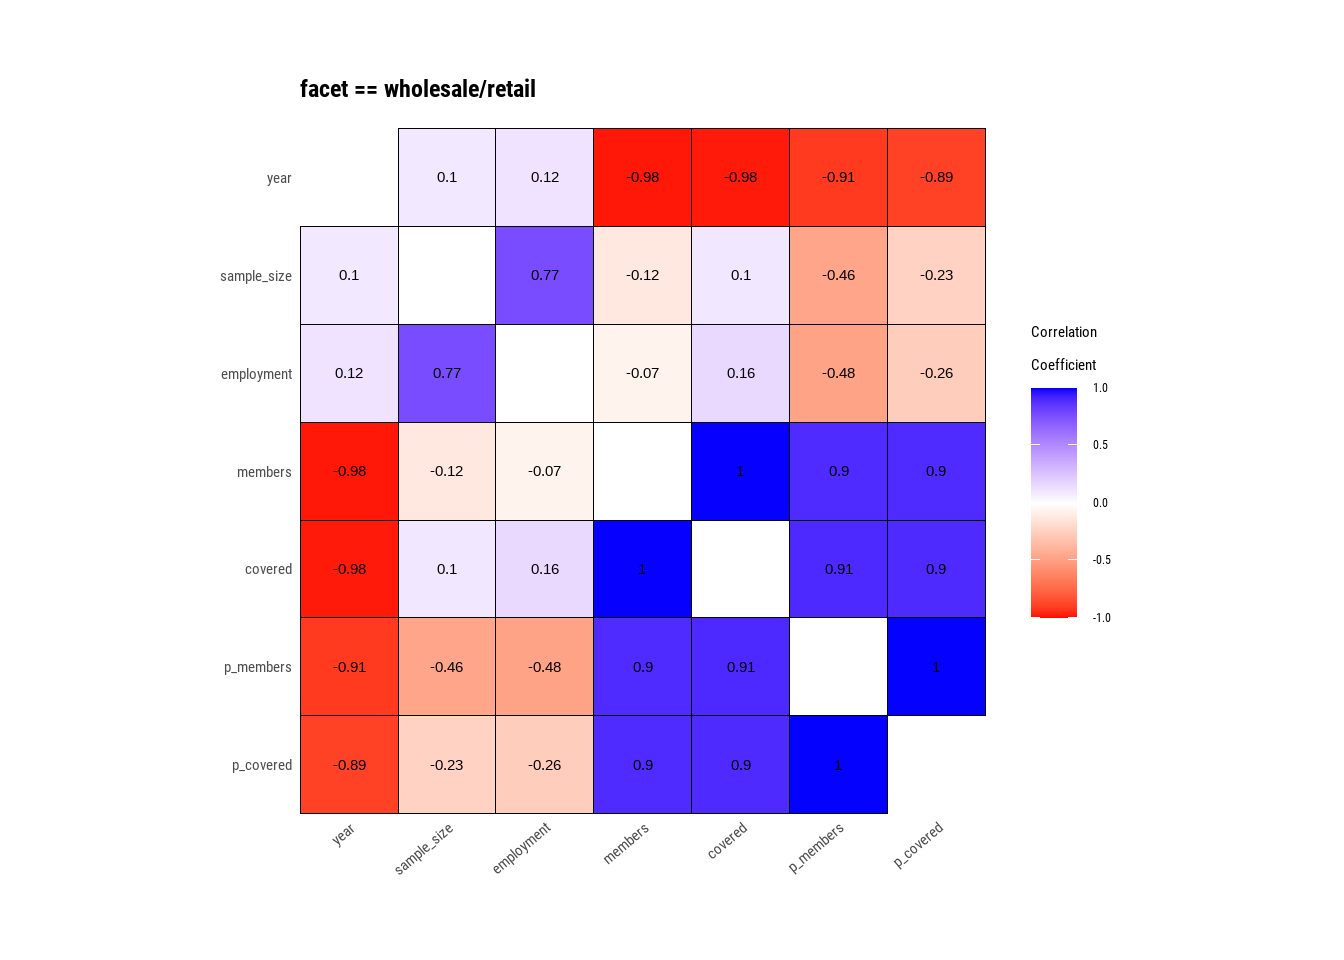 facet == wholesale/retail
year 0.1 0.12 -0.98 -0.98 -0.91 -0.89
sample_size 0.1 0.77 -0.12 0.1 -0.46 -0.23
employment 0.12 0.77 -0.07 0.16 -0.48 -0.26
members -0.98 -0.12 -0.07 1 0.9 0.9
covered -0.98 0.1 0.16 1 0.91 0.9
p_members -0.91 -0.46 -0.48 0.9 0.91 1
p_covered -0.89 -0.23 -0.26 0.9 0.9 1
year sample_size employment members covered p_members p_covered
Correlation
Coefficient
1.0
0.5
0.0
-0.5
-1.0